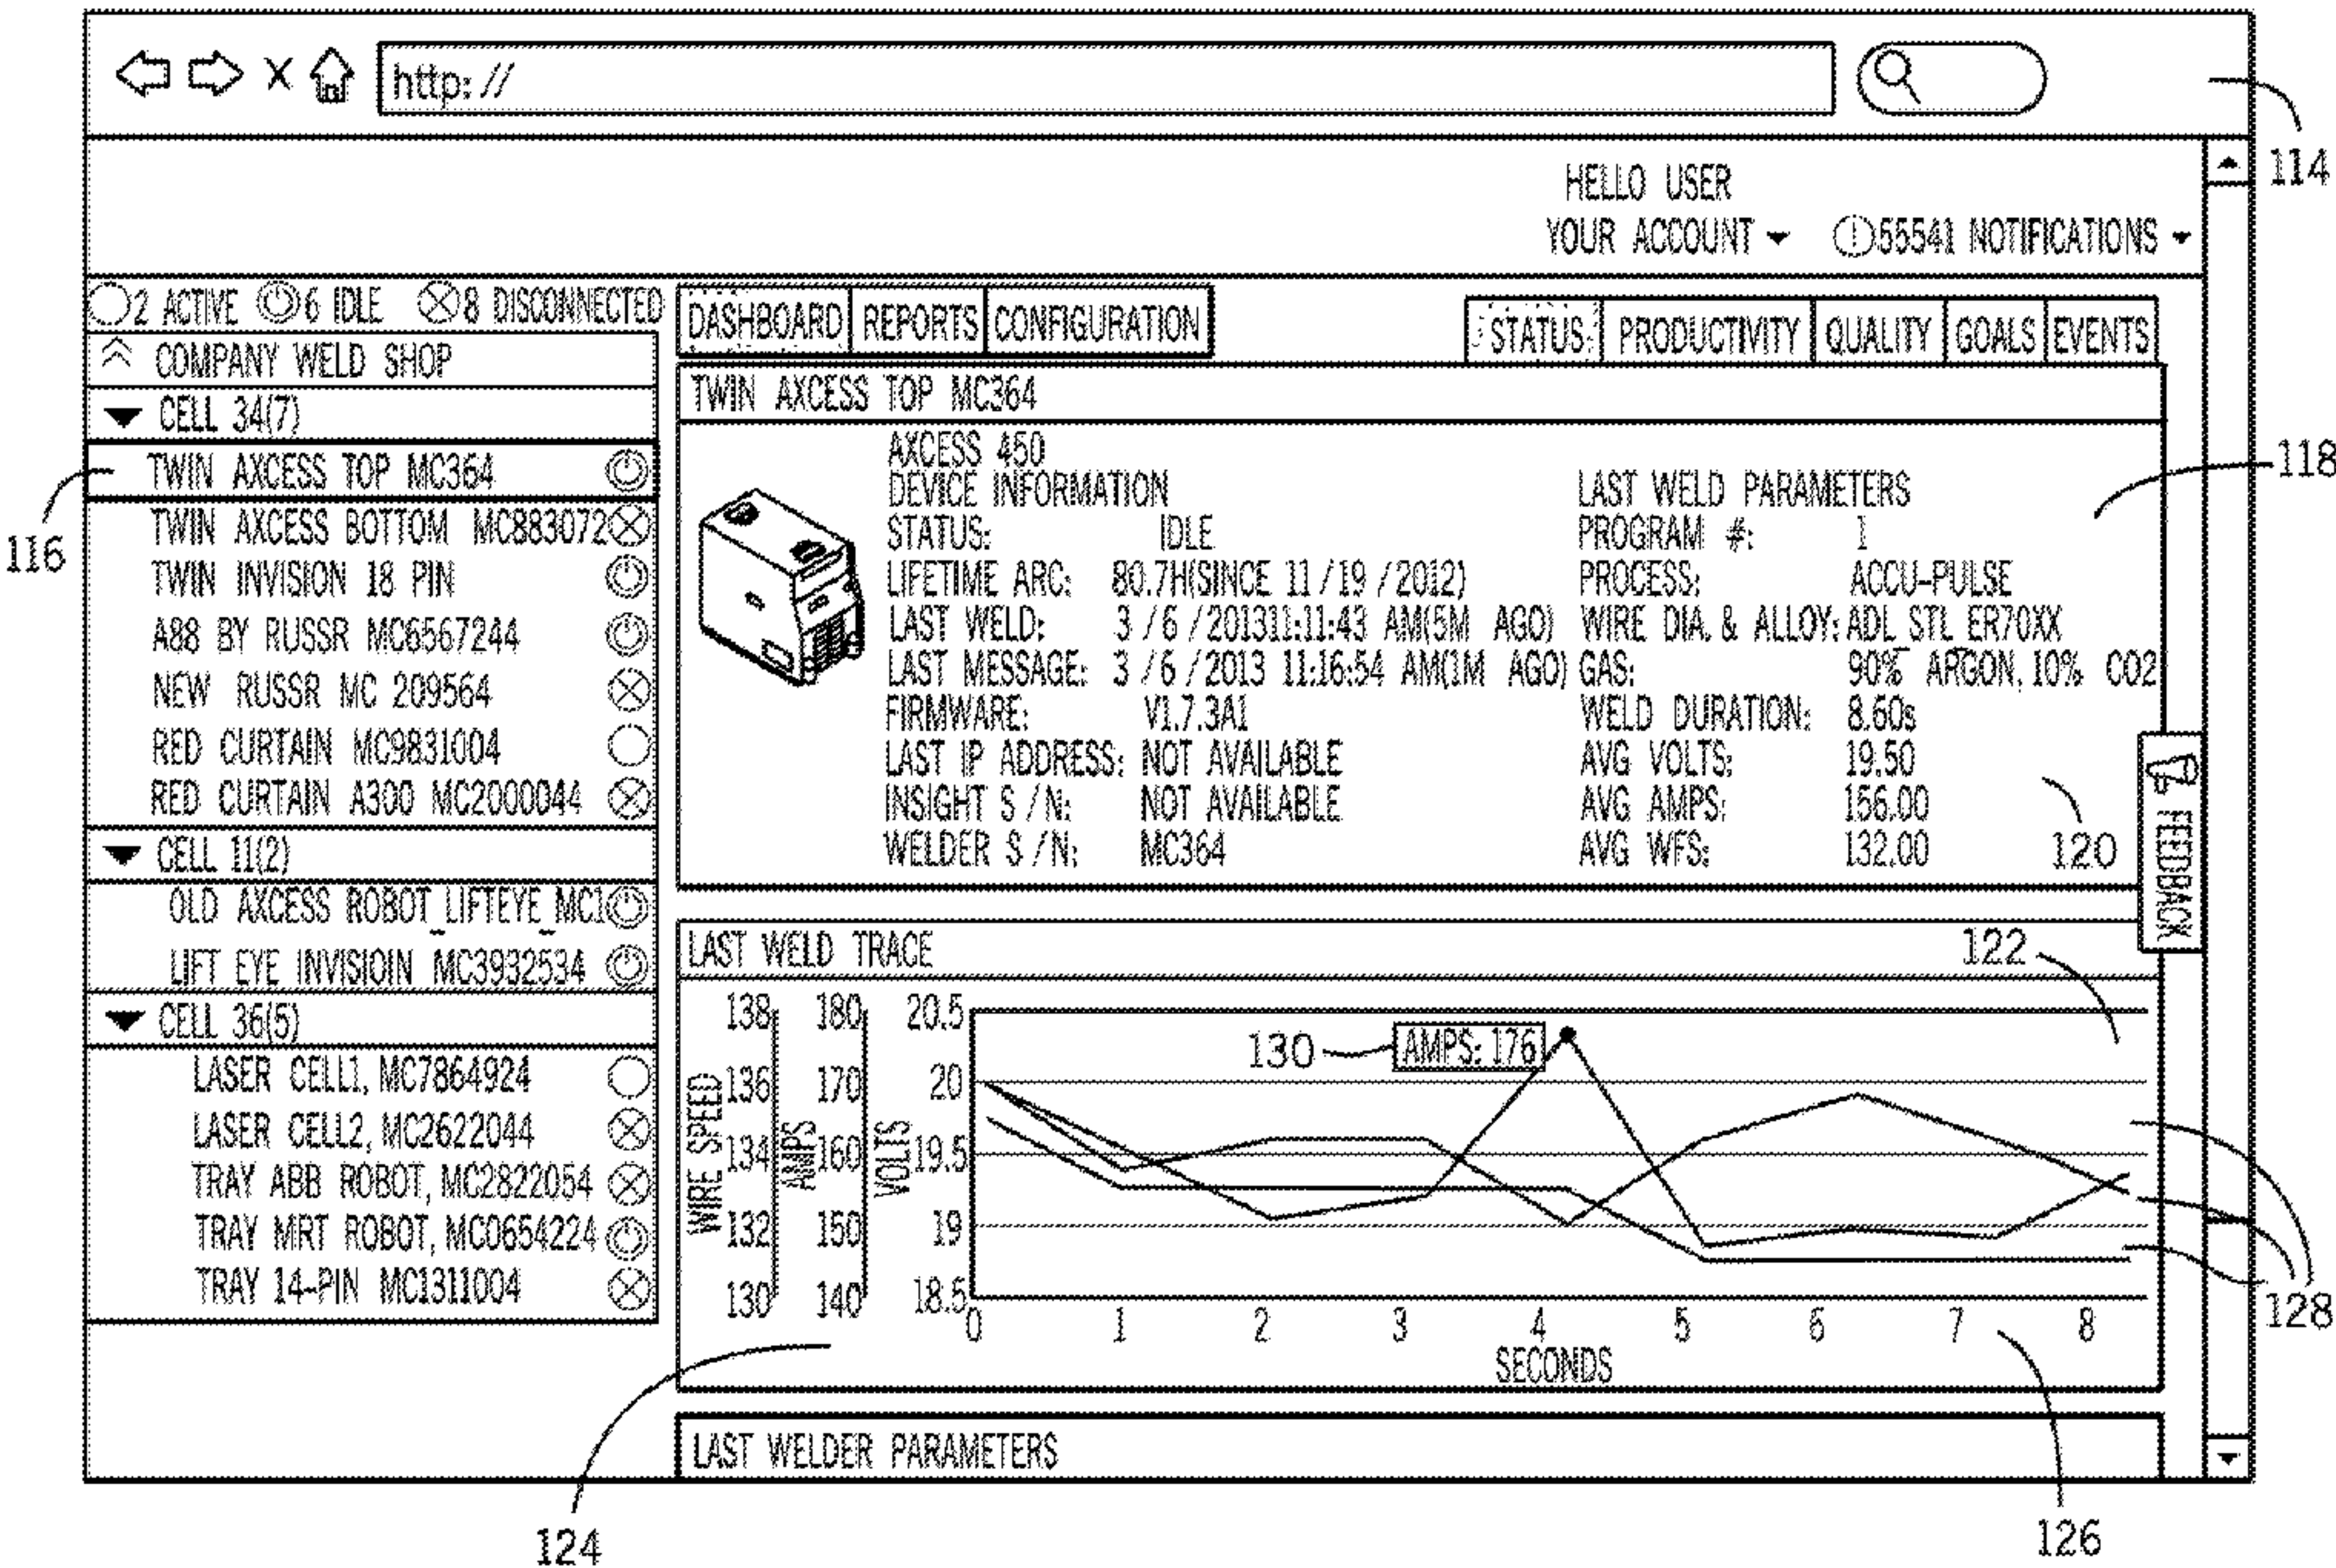 http://
114
HELLO USER
YOUR ACCOUNT 55541 NOTIFICATIONS
2 ACTIVE 6 IDLE 8 DISCONNECTED
DASHBOARD REPORTS CONFIGURATION
STATUS PRODUCTIVITY QUALITY GOALS EVENTS
COMPANY WELD SHOP
CELL 34(7)
TWIN AXCESS TOP MC364
116
TWIN AXCESS BOTTOM MC883072
TWIN INVISION 18 PIN
A88 BY RUSSR MC6567244
NEW RUSSR MC 209564
RED CURTAIN MC9831004
RED CURTAIN A300 MC2000044
CELL 11(2)
OLD AXCESS ROBOT_LIFTEYE_MC1
LIFT EYE INVISIOIN MC3932534
CELL 36(5)
LASER CELL1, MC7864924
LASER CELL2, MC2622044
TRAY ABB ROBOT, MC2822054
TRAY MRT ROBOT, MC0654224
TRAY 14-PIN MC1311004
TWIN AXCESS TOP MC364
AXCESS 450
DEVICE INFORMATION
STATUS: IDLE
LIFETIME ARC: 80.7H(SINCE 11/19/2012)
LAST WELD: 3/6/201311:11:43 AM(5M AGO)
LAST MESSAGE: 3/6/2013 11:16:54 AM(1M AGO)
FIRMWARE: V1.7.3A1
LAST IP ADDRESS: NOT AVAILABLE
INSIGHT S/N: NOT AVAILABLE
WELDER S/N: MC364
LAST WELD PARAMETERS
PROGRAM #: 1
PROCESS: ACCU-PULSE
WIRE DIA. & ALLOY: ADL_STL_ER70XX
GAS: 90% ARGON, 10% CO2
WELD DURATION: 8.60s
AVG VOLTS: 19.50
AVG AMPS: 156.00
AVG WFS: 132.00
118
120
FEEDBACK
LAST WELD TRACE
122
WIRE SPEED
138
136
134
132
130
AMPS
180
170
160
150
140
VOLTS
20.5
20
19.5
19
18.5
130
AMPS: 176
0 1 2 3 4 5 6 7 8
SECONDS
128
LAST WELDER PARAMETERS
124
126